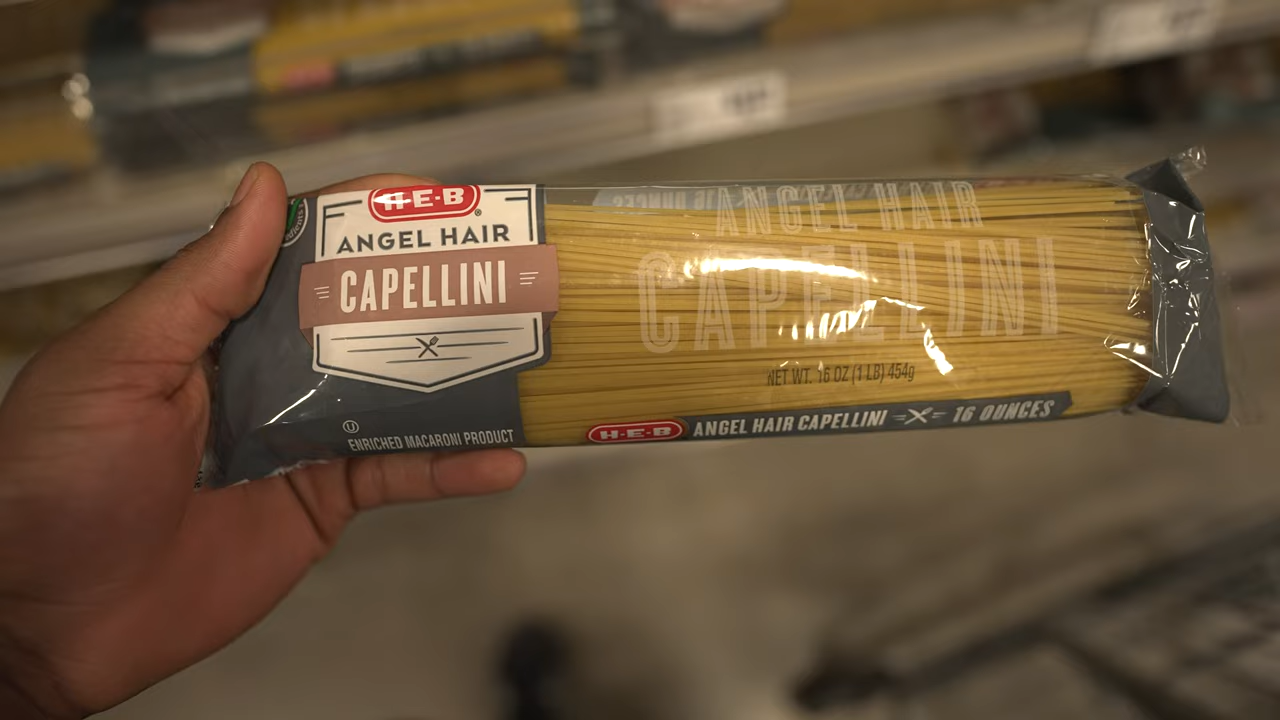 H-E-B®
ANGEL HAIR
CAPELLINI
U
ENRICHED MACARONI PRODUCT
ANGEL HAIR
CAPELLINI
NET WT. 16 OZ (1 LB) 454g
H-E-B ANGEL HAIR CAPELLINI 16 OUNCES